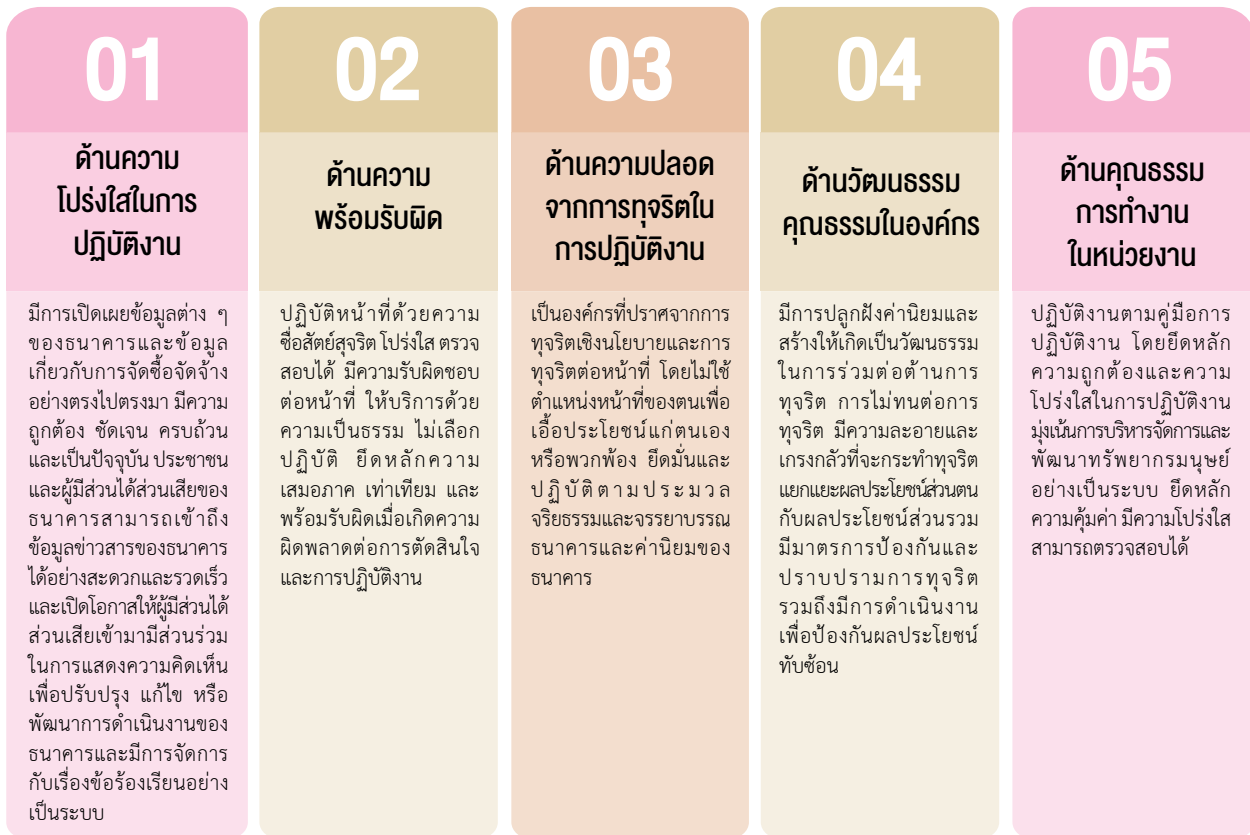 01
ด้านความ
โปร่งใสในการ
ปฏิบัติงาน
มีการเปิดเผยข้อมูลต่าง ๆ
ของธนาคารและข้อมูล
เกี่ยวกับการจัดซื้อจัดจ้าง
อย่างตรงไปตรงมา มีความ
ถูกต้อง ชัดเจน ครบถ้วน
และเป็นปัจจุบัน ประชาชน
และผู้มีส่วนได้ส่วนเสียของ
ธนาคารสามารถเข้าถึง
ข้อมูลข่าวสารของธนาคาร
ได้อย่างสะดวกและรวดเร็ว
และเปิดโอกาสให้ผู้มีส่วนได้
ส่วนเสียเข้ามามีส่วนร่วม
ในการแสดงความคิดเห็น
เพื่อปรับปรุง แก้ไข หรือ
พัฒนาการดำเนินงานของ
ธนาคารและมีการจัดการ
กับเรื่องข้อร้องเรียนอย่าง
เป็นระบบ
02
ด้านความ
พร้อมรับผิด
ปฏิบัติหน้าที่ด้วยความ
ซื่อสัตย์สุจริต โปร่งใส ตรวจ
สอบได้ มีความรับผิดชอบ
ต่อหน้าที่ ให้บริการด้วย
ความเป็นธรรม ไม่เลือก
ปฏิบัติ ยึดหลักความ
เสมอภาค เท่าเทียม และ
พร้อมรับผิดเมื่อเกิดความ
ผิดพลาดต่อการตัดสินใจ
และการปฏิบัติงาน
03
ด้านความปลอด
จากการทุจริตใน
การปฏิบัติงาน
เป็นองค์กรที่ปราศจากการ
ทุจริตเชิงนโยบายและการ
ทุจริตต่อหน้าที่ โดยไม่ใช้
ตำแหน่งหน้าที่ของตนเพื่อ
เอื้อประโยชน์แก่ตนเอง
หรือพวกพ้อง ยึดมั่นและ
ปฏิบัติตามประมวล
จริยธรรมและจรรยาบรรณ
ธนาคารและค่านิยมของ
ธนาคาร
04
ด้านวัฒนธรรม
คุณธรรมในองค์กร
มีการปลูกฝังค่านิยมและ
สร้างให้เกิดเป็นวัฒนธรรม
ในการร่วมต่อต้านการ
ทุจริต การไม่ทนต่อการ
ทุจริต มีความละอายและ
เกรงกลัวที่จะกระทำทุจริต
แยกแยะผลประโยชน์ส่วนตน
กับผลประโยชน์ส่วนรวม
มีมาตรการป้องกันและ
ปราบปรามการทุจริต
รวมถึงมีการดำเนินงาน
เพื่อป้องกันผลประโยชน์
ทับซ้อน
05
ด้านคุณธรรม
การทำงาน
ในหน่วยงาน
ปฏิบัติงานตามคู่มือการ
ปฏิบัติงาน โดยยึดหลัก
ความถูกต้องและความ
โปร่งใสในการปฏิบัติงาน
มุ่งเน้นการบริหารจัดการและ
พัฒนาทรัพยากรมนุษย์
อย่างเป็นระบบ ยึดหลัก
ความคุ้มค่า มีความโปร่งใส
สามารถตรวจสอบได้